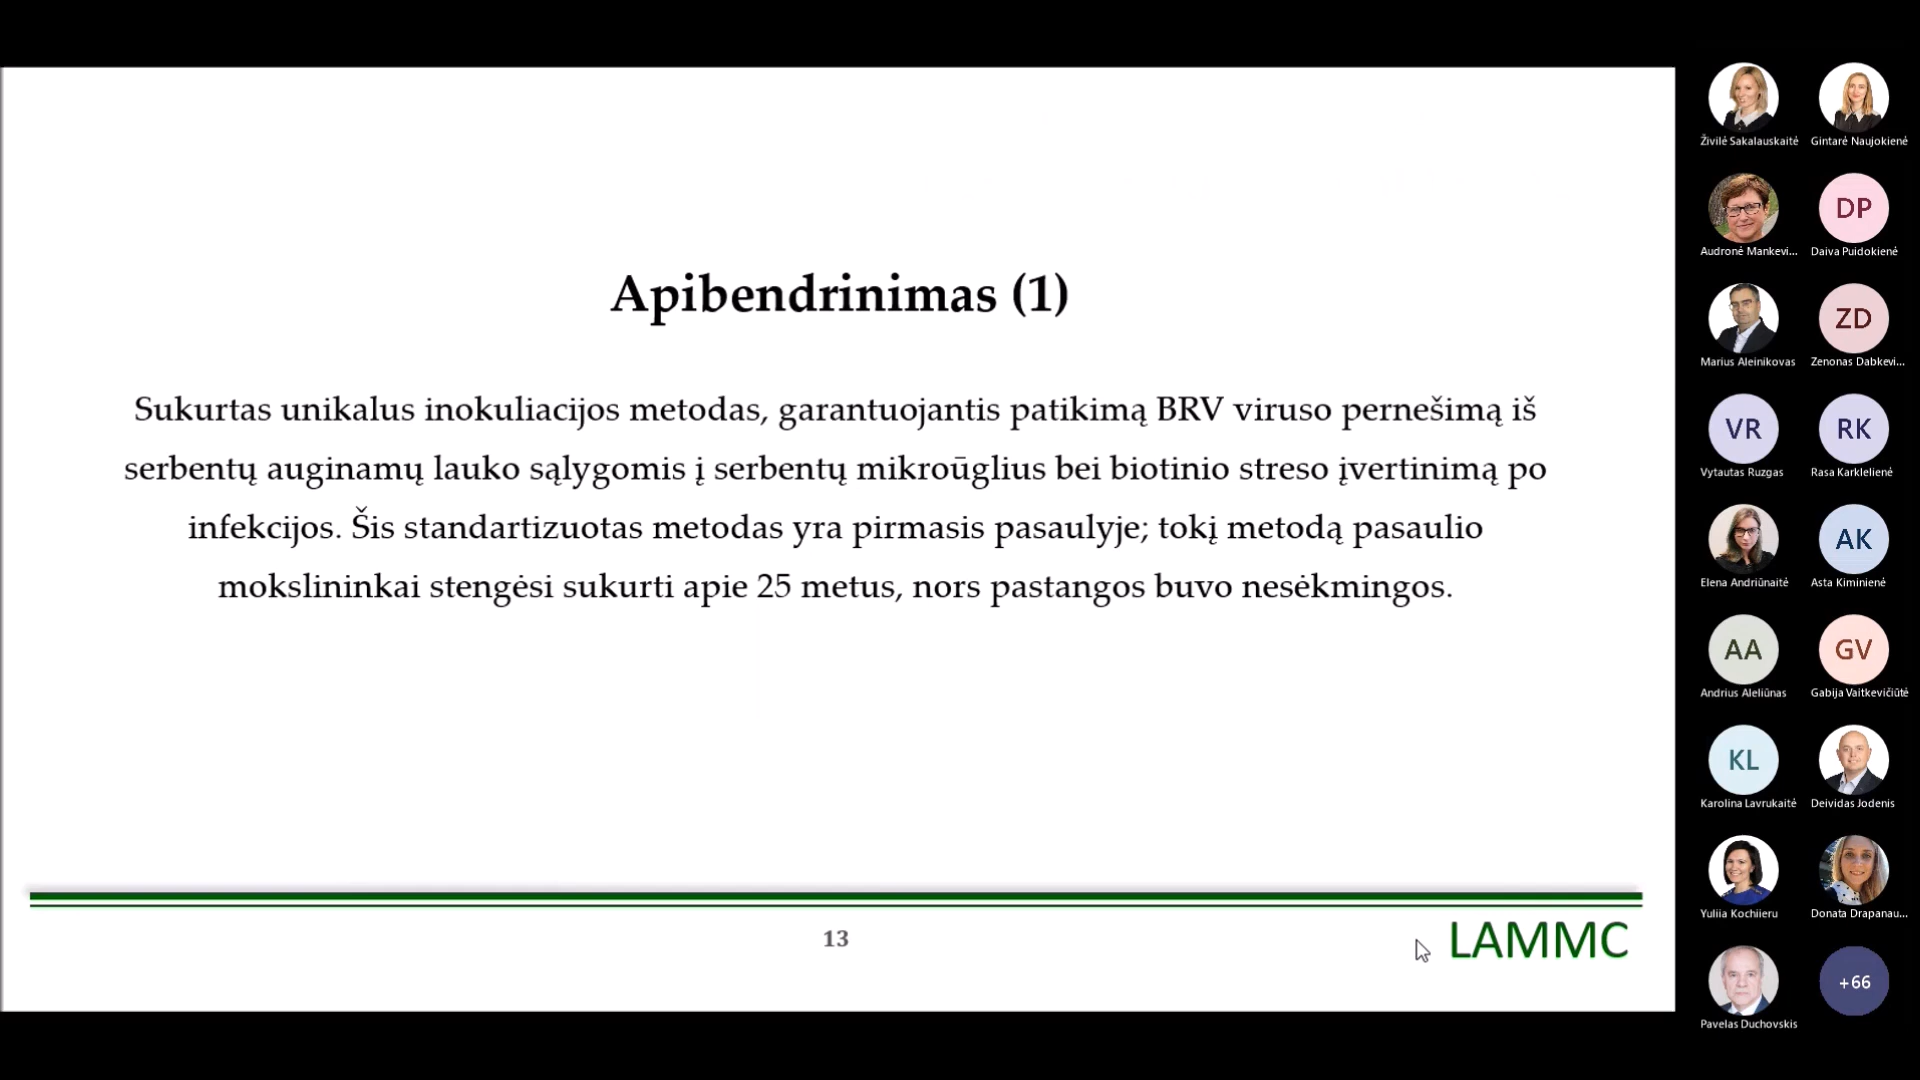 Apibendrinimas (1)
Sukurtas unikalus inokuliacijos metodas, garantuojantis patikimą BRV viruso pernešimą iš
serbentų auginamų lauko sąlygomis į serbentų mikroūglius bei biotinio streso įvertinimą po
infekcijos. Šis standartizuotas metodas yra pirmasis pasaulyje; tokį metodą pasaulio
mokslininkai stengėsi sukurti apie 25 metus, nors pastangos buvo nesėkmingos.
13
LAMMC
Živilė Sakalauskaitė
Gintarė Naujokienė
Audronė Mankevi...
DP
Daiva Puidokienė
Marius Aleinikovas
ZD
Zenonas Dabkevi...
VR
Vytautas Ruzgas
RK
Rasa Karklelienė
Elena Andriūnaitė
AK
Asta Kiminienė
AA
Andrius Aleliūnas
GV
Gabija Vaitkevičiūtė
KL
Karolina Lavrukaitė
Deividas Jodenis
Yuliia Kochiieru
Donata Drapanau...
Pavelas Duchovskis
+66